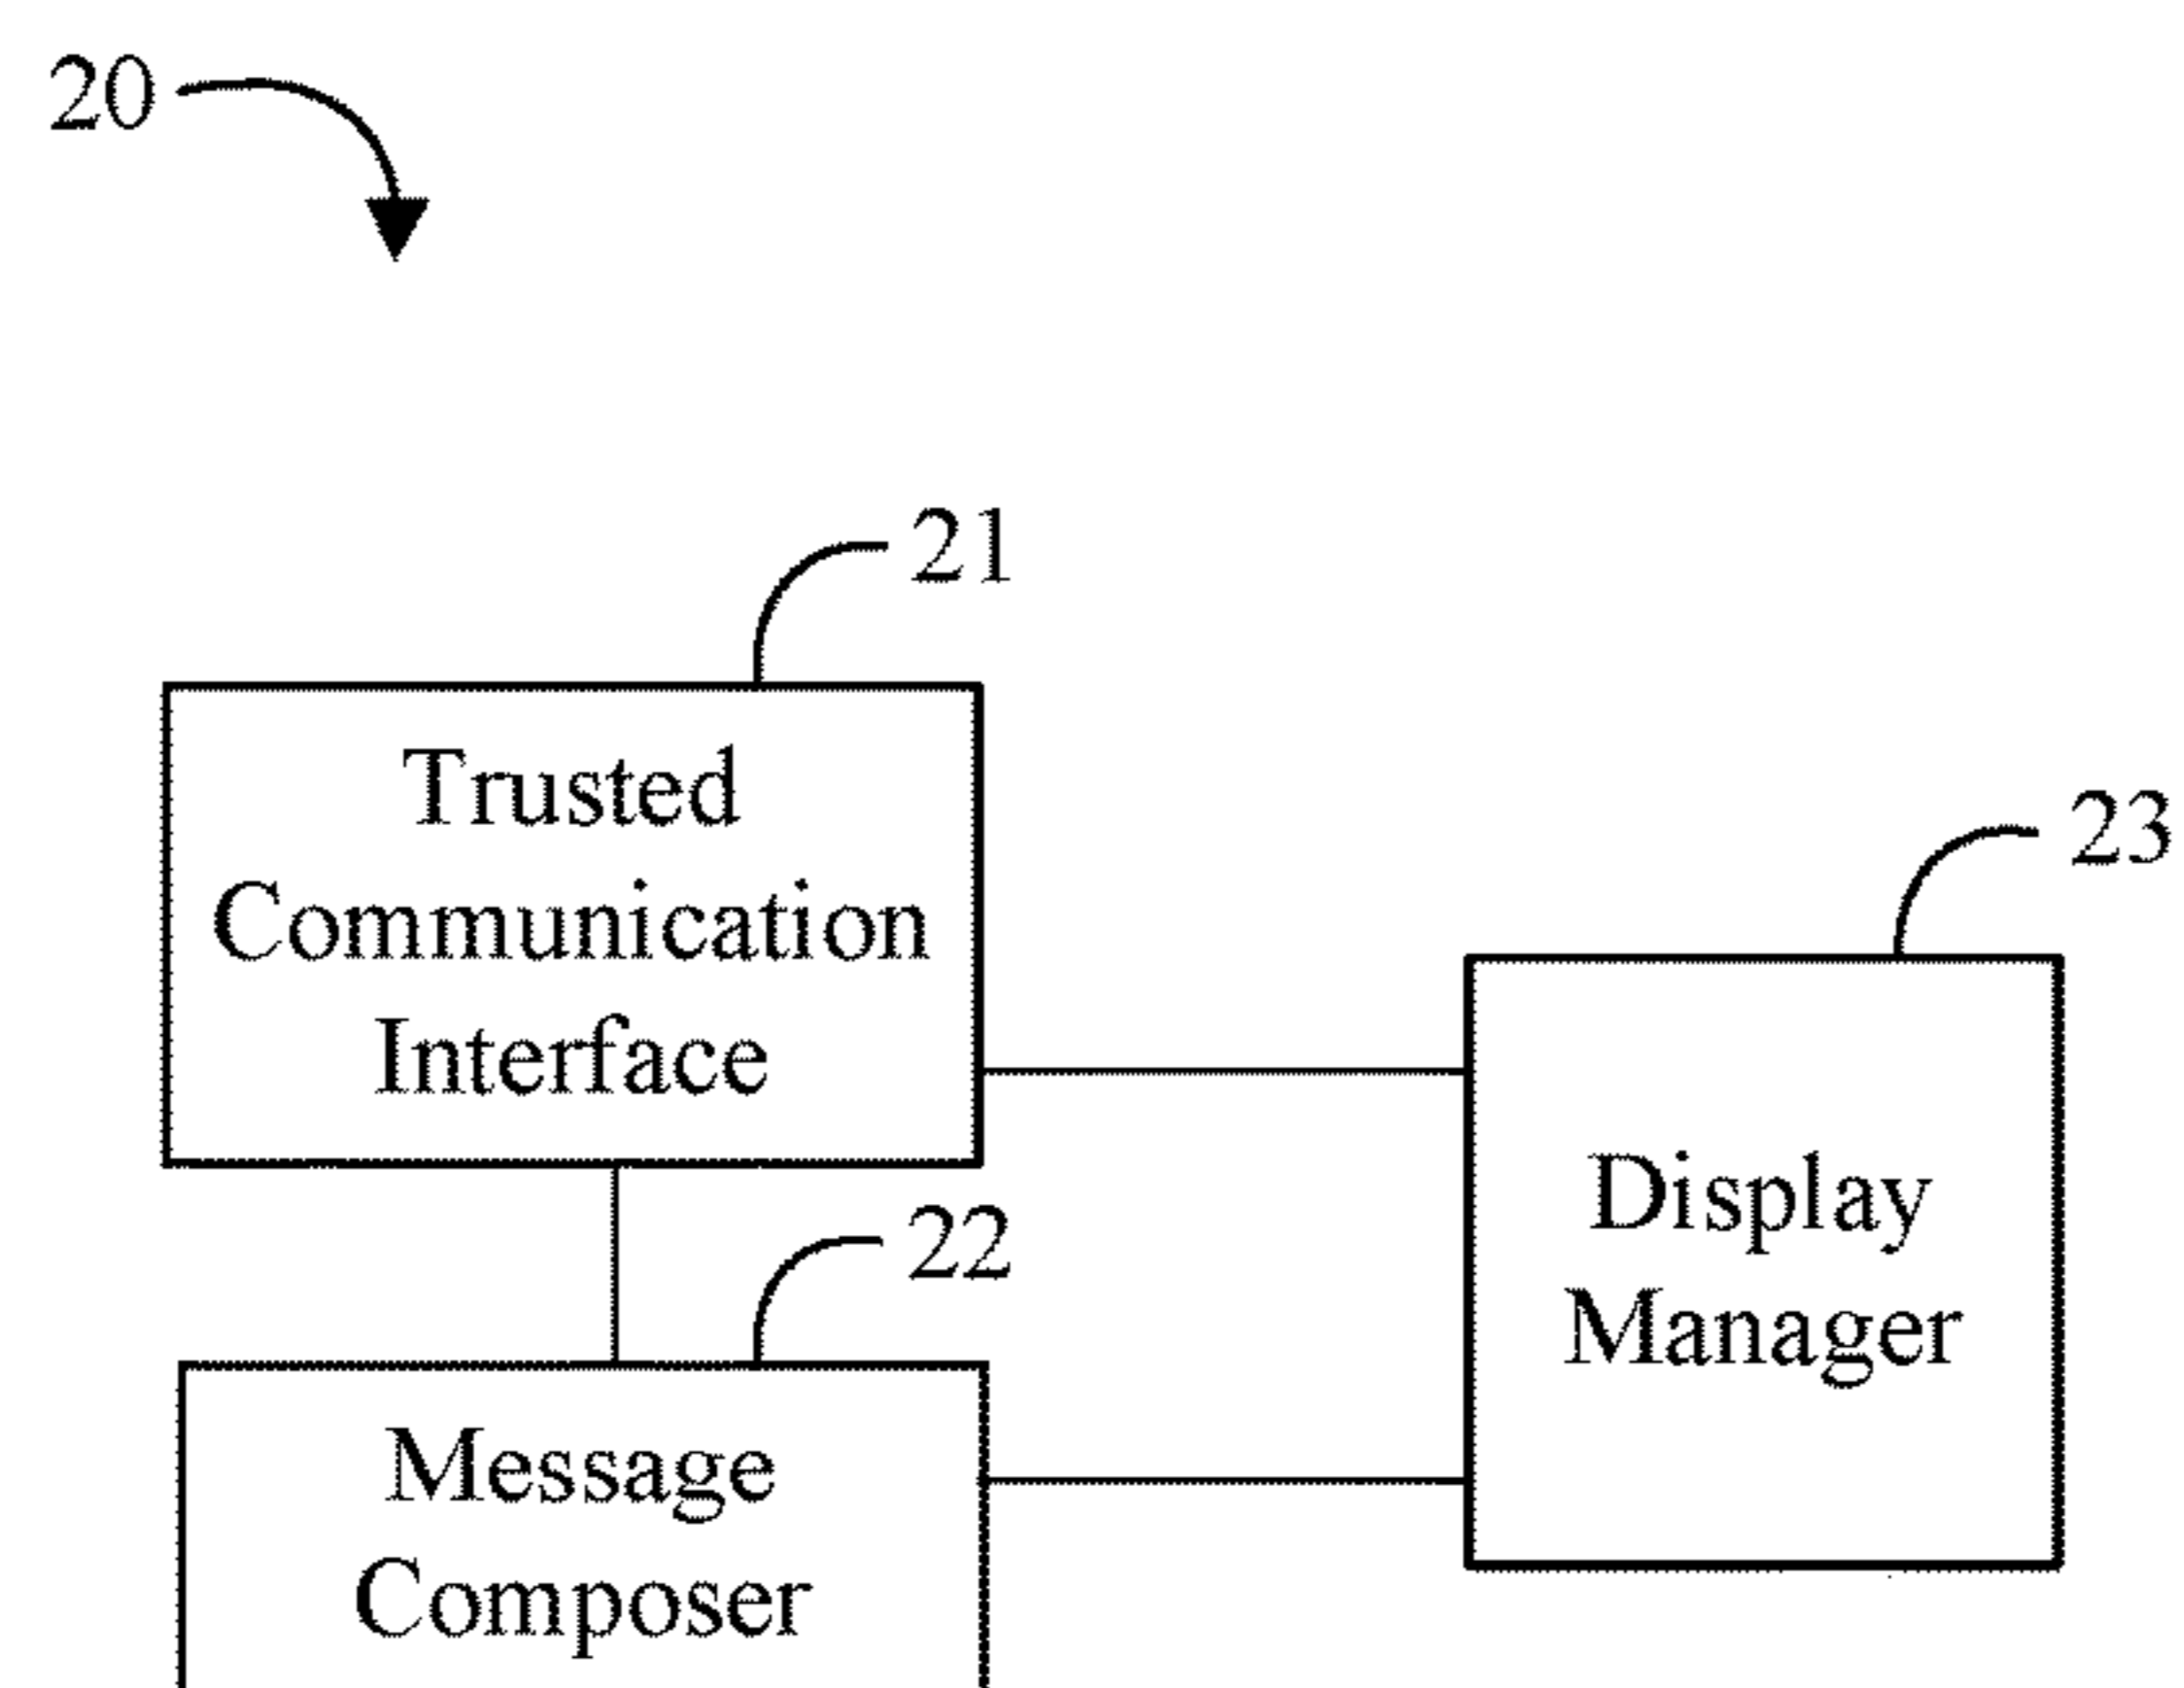 20
21
Trusted
Communication
Interface
23
Display
Manager
22
Message
Composer